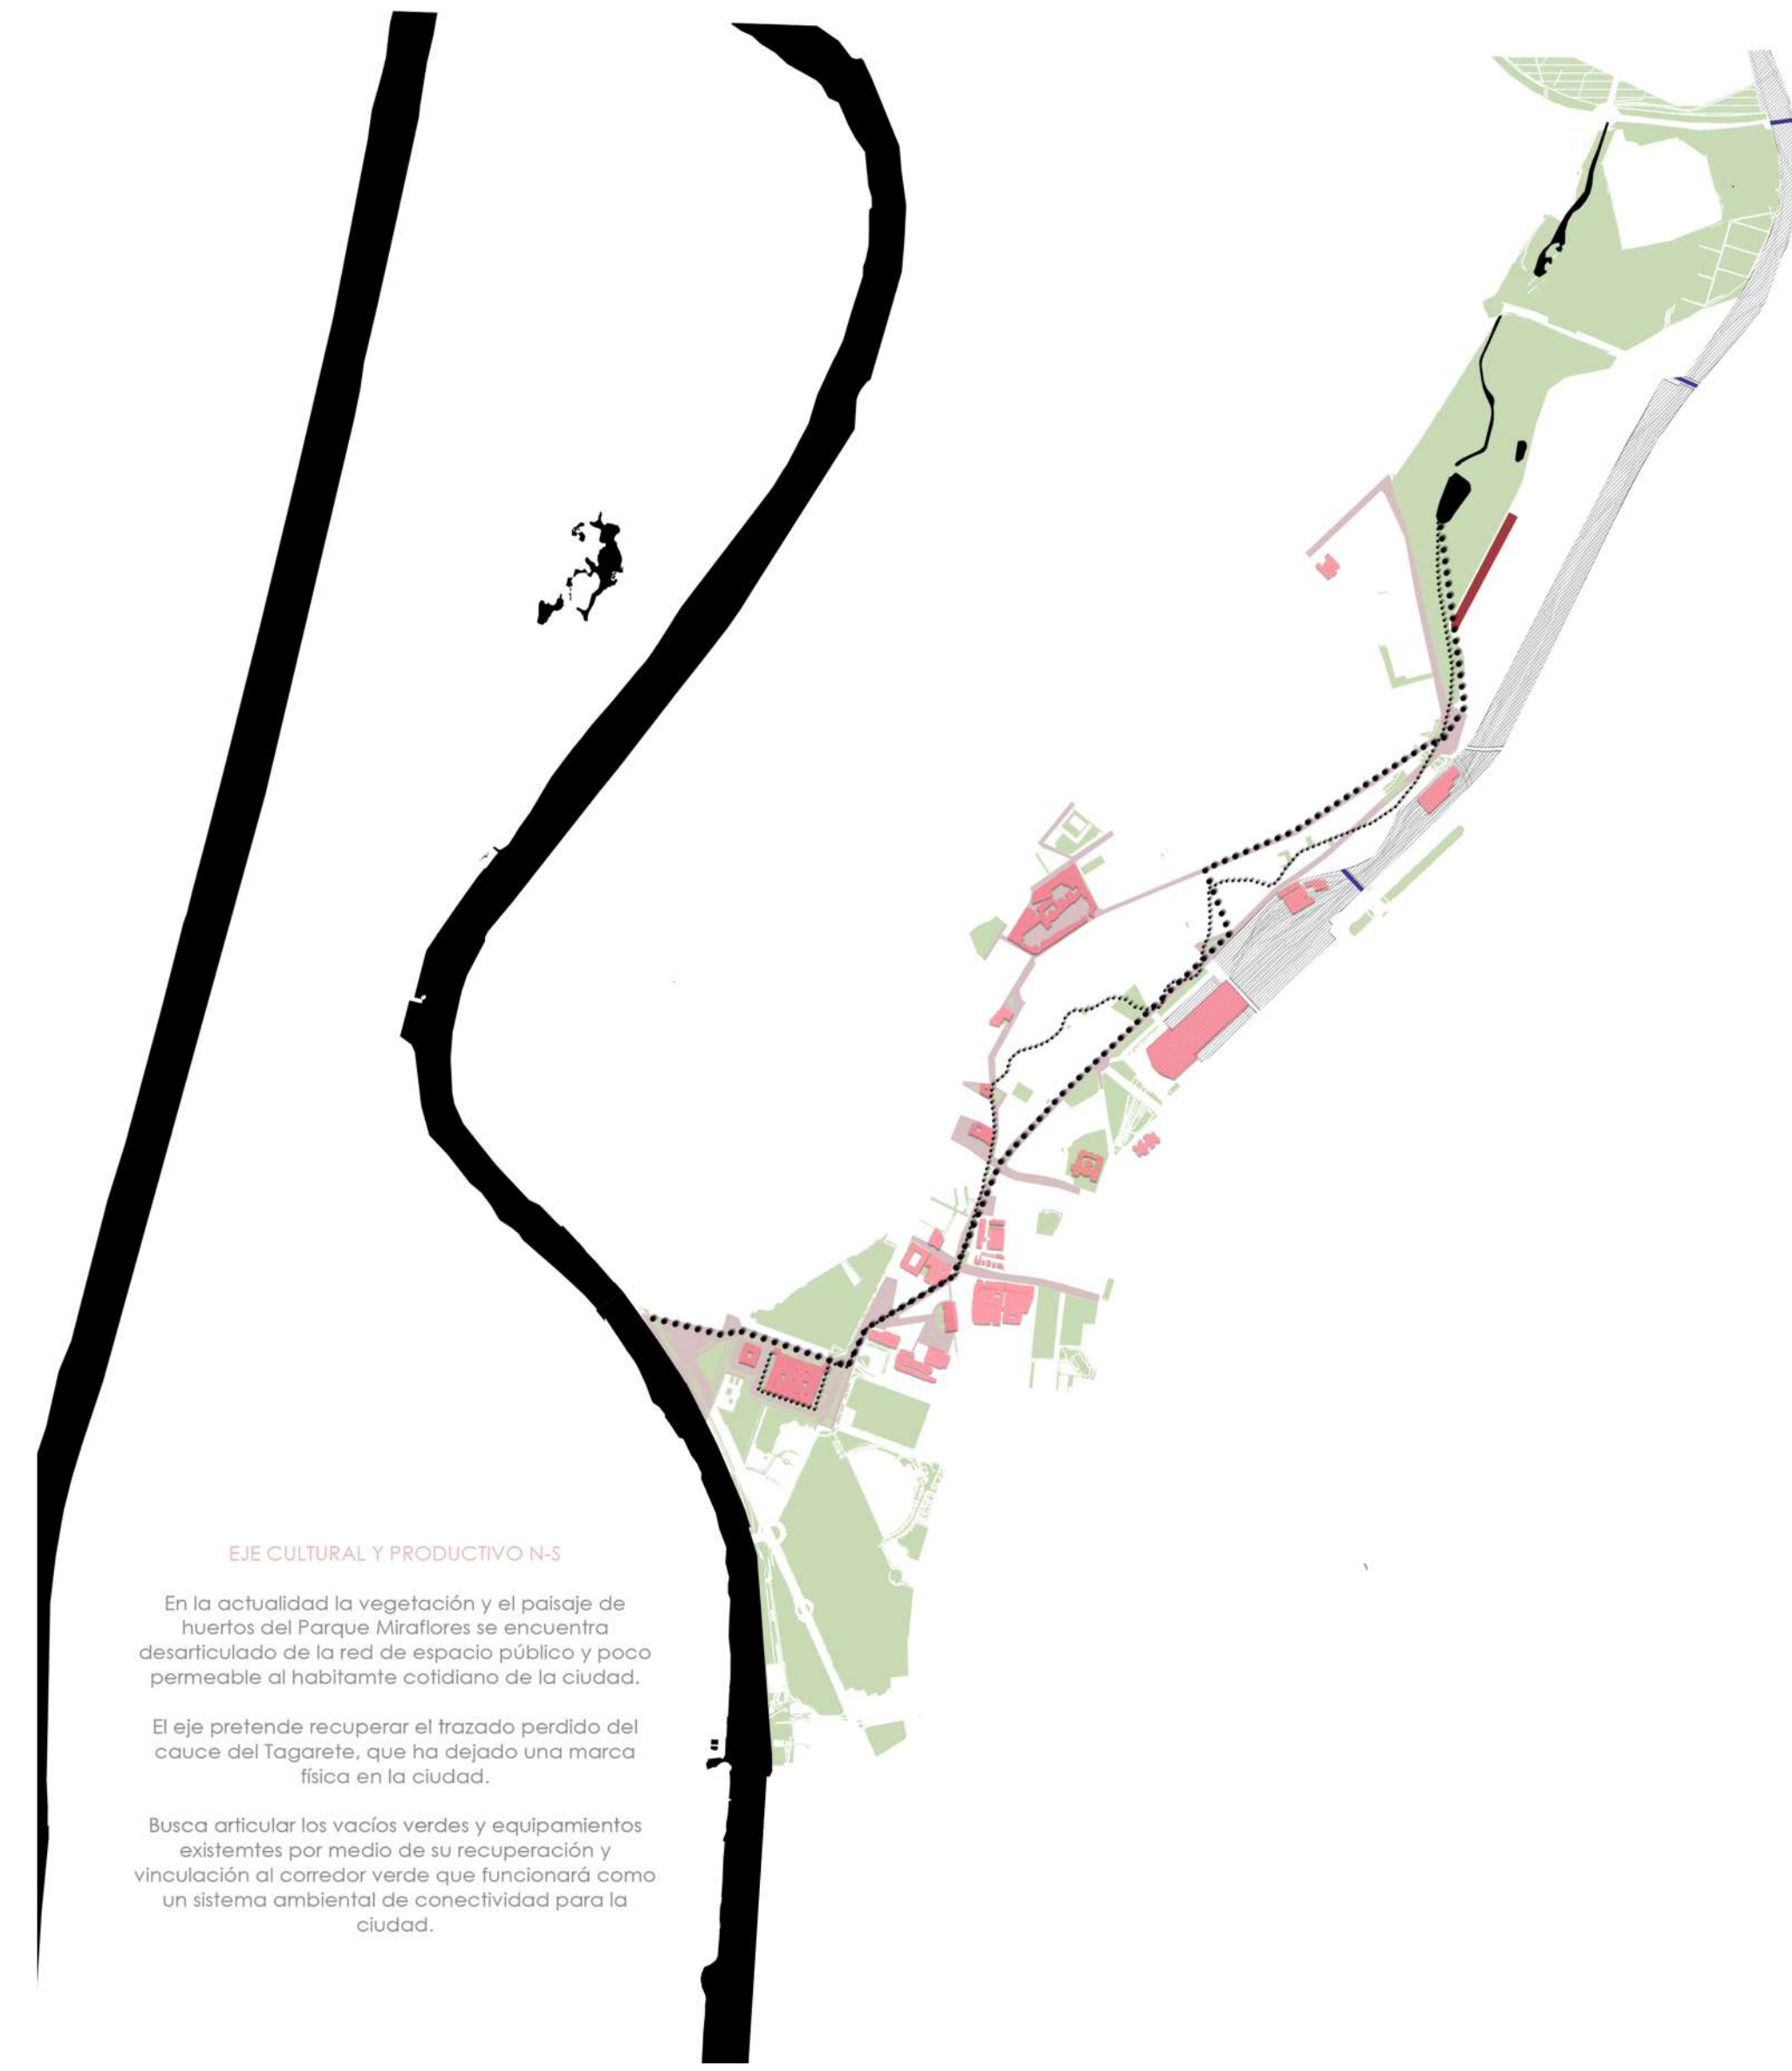 EJE CULTURAL Y PRODUCTIVO N-S
En la actualidad la vegetación y el paisaje de
huertos del Parque Miraflores se encuentra
desarticulado de la red de espacio público y poco
permeable al habitamte cotidiano de la ciudad.
El eje pretende recuperar el trazado perdido del
cauce del Tagarete, que ha dejado una marca
física en la ciudad.
Busca articular los vacíos verdes y equipamientos
existemtes por medio de su recuperación y
vinculación al corredor verde que funcionará como
un sistema ambiental de conectividad para la
ciudad.